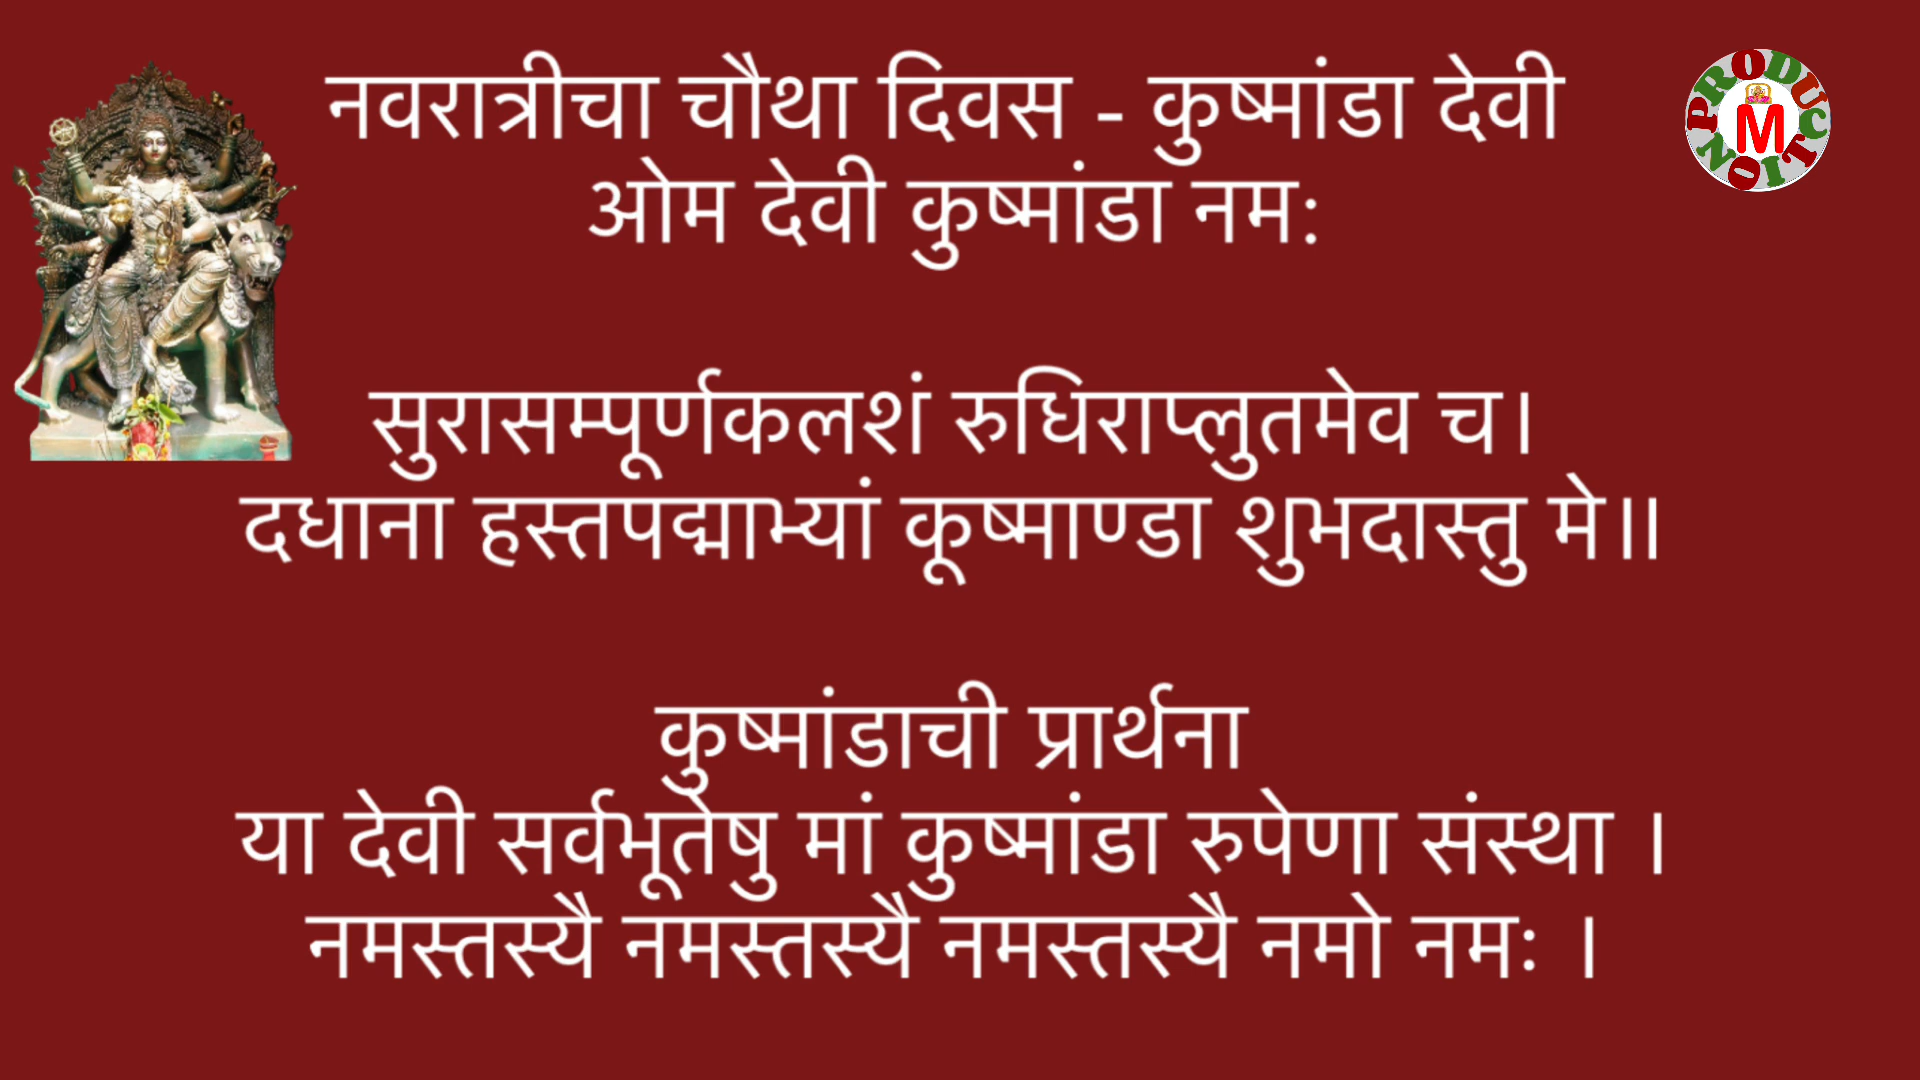 नवरात्रीचा चौथा दिवस - कुष्मांडा देवी
ओम देवी कुष्मांडा नम:
सुरासम्पूर्णकलशं रुधिराप्लुतमेव च।
दधाना हस्तपद्माभ्यां कूष्माण्डा शुभदास्तु मे॥
कुष्मांडाची प्रार्थना
या देवी सर्वभूतेषु मां कुष्मांडा रुपेणा संस्था ।
नमस्तस्यै नमस्तस्यै नमस्तस्यै नमो नमः ।
PRODUCTION
M